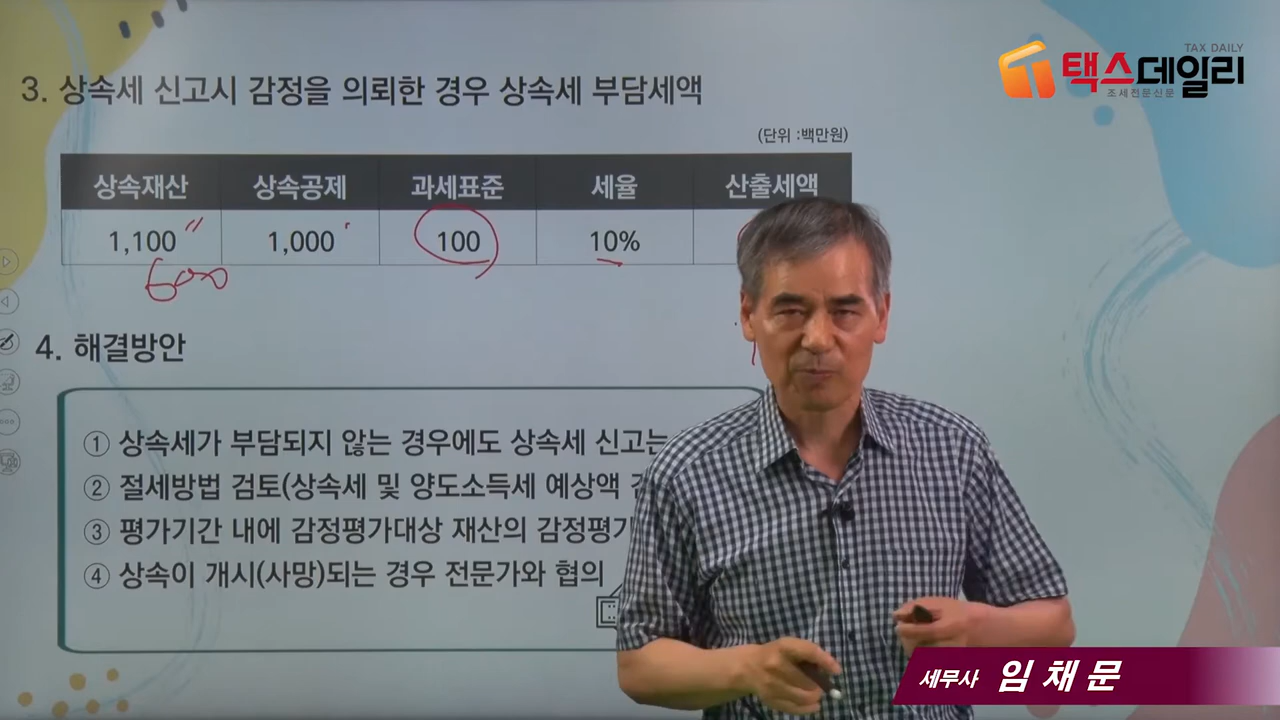 TAX DAILY
택스데일리
조세전문신문
3. 상속세 신고시 감정을 의뢰한 경우 상속세 부담세액
(단위 :백만원)
상속재산 상속공제 과세표준 세율 산출세액
1,100 1,000 100 10%
600
4. 해결방안
① 상속세가 부담되지 않는 경우에도 상속세 신고는
② 절세방법 검토(상속세 및 양도소득세 예상액
③ 평가기간 내에 감정평가대상 재산의 감정평가
④ 상속이 개시(사망)되는 경우 전문가와 협의
세무사 임채문